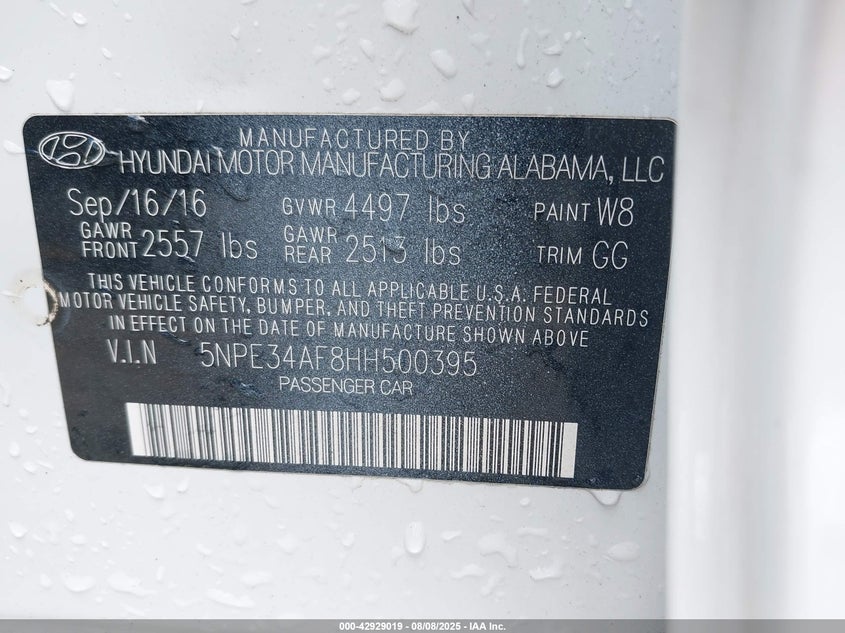 MANUFACTURED BY
HYUNDAI MOTOR MANUFACTURING ALABAMA, LLC
Sep/16/16 GVWR 4497 lbs PAINT W8
GAWR FRONT 2557 lbs GAWR REAR 2513 lbs TRIM GG
THIS VEHICLE CONFORMS TO ALL APPLICABLE U.S.A. FEDERAL
MOTOR VEHICLE SAFETY, BUMPER, AND THEFT PREVENTION STANDARDS
IN EFFECT ON THE DATE OF MANUFACTURE SHOWN ABOVE
V.I.N 5NPE34AF8HH500395
PASSENGER CAR
000-42929019 - 08/08/2025 - IAA Inc.